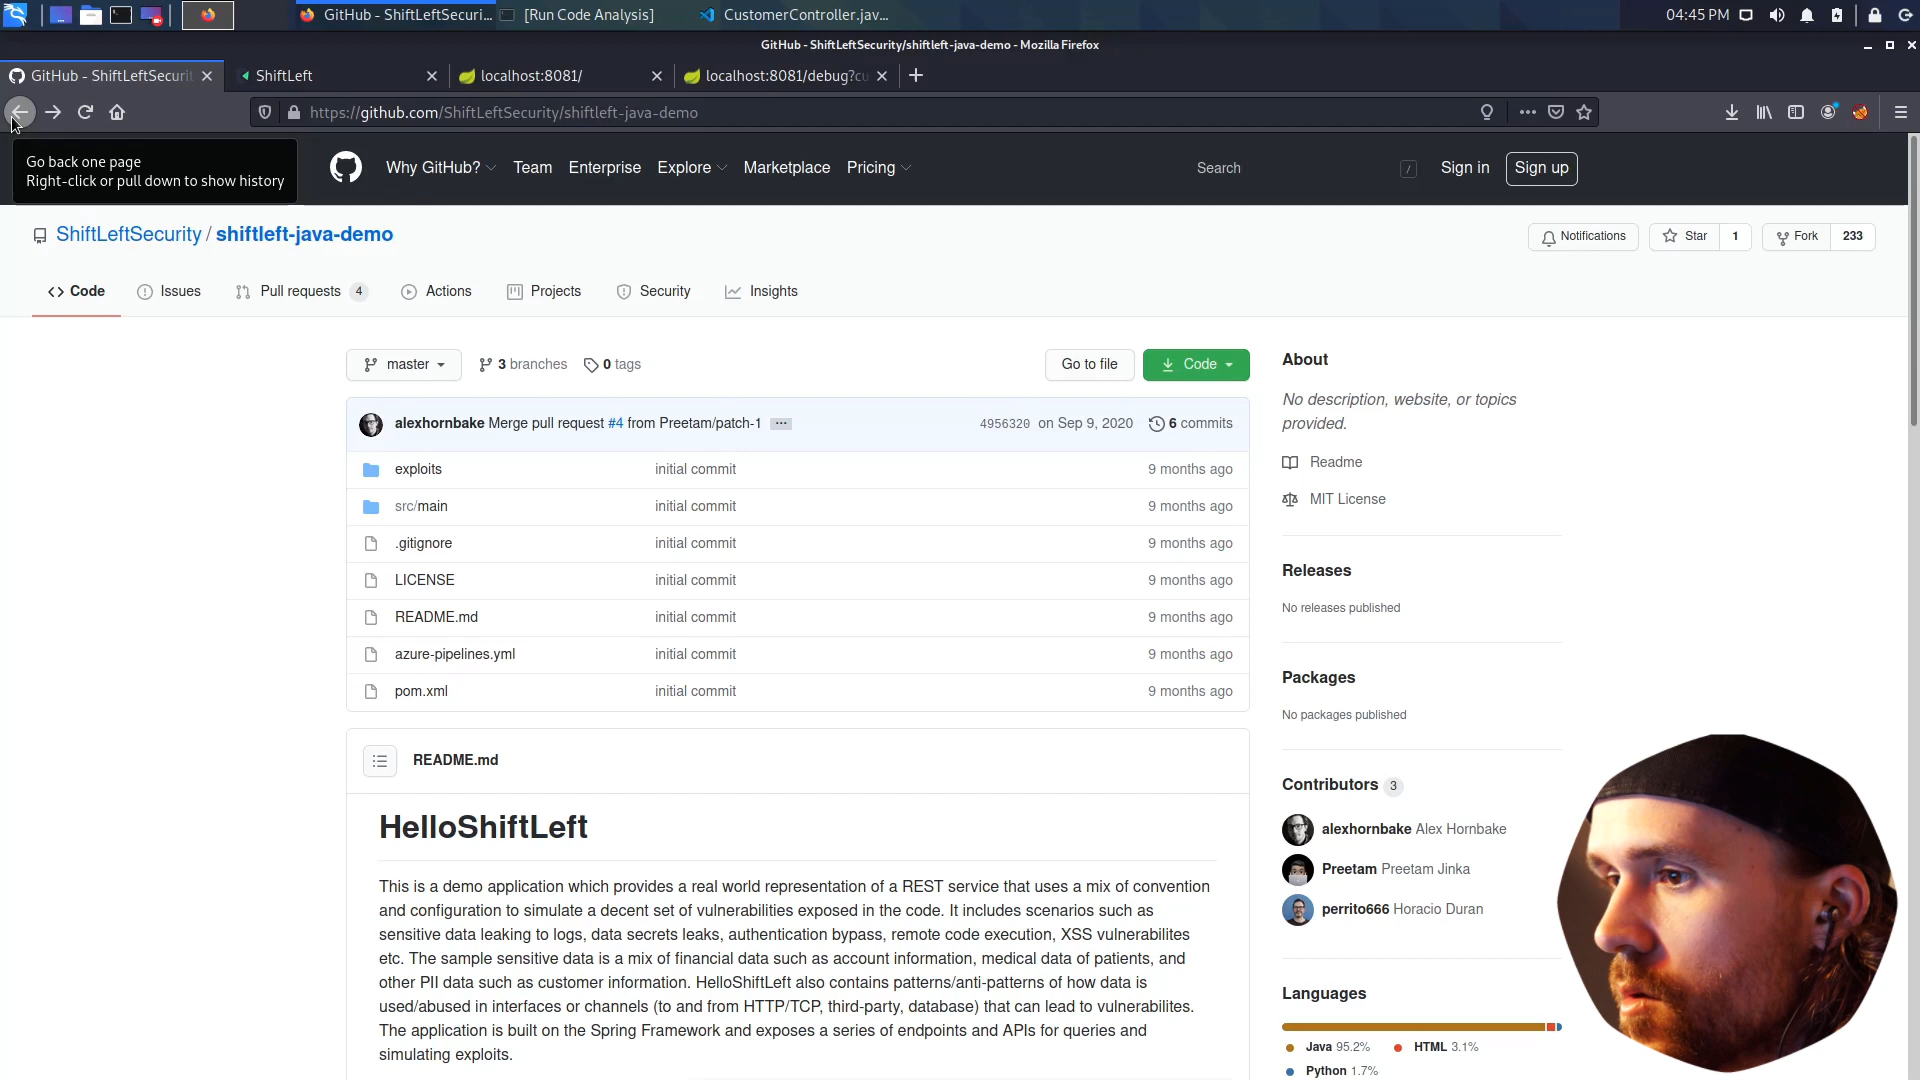 GitHub - ShiftLeftSecuri...
[Run Code Analysis]
CustomerController.jav...
04:45 PM
GitHub - ShiftLeftSecurity/shiftleft-java-demo - Mozilla Firefox
GitHub - ShiftLeftSecurit
ShiftLeft
localhost:8081/
localhost:8081/debug?cu
https://github.com/ShiftLeftSecurity/shiftleft-java-demo
Go back one page
Right-click or pull down to show history
Why GitHub?
Team
Enterprise
Explore
Marketplace
Pricing
Search
/
Sign in
Sign up
ShiftLeftSecurity / shiftleft-java-demo
Notifications
Star 1
Fork 233
Code
Issues
Pull requests 4
Actions
Projects
Security
Insights
master
3 branches
0 tags
Go to file
Code
alexhornbake Merge pull request #4 from Preetam/patch-1 ...
4956320 on Sep 9, 2020
6 commits
exploits initial commit 9 months ago
src/main initial commit 9 months ago
.gitignore initial commit 9 months ago
LICENSE initial commit 9 months ago
README.md initial commit 9 months ago
azure-pipelines.yml initial commit 9 months ago
pom.xml initial commit 9 months ago
README.md
HelloShiftLeft
This is a demo application which provides a real world representation of a REST service that uses a mix of convention
and configuration to simulate a decent set of vulnerabilities exposed in the code. It includes scenarios such as
sensitive data leaking to logs, data secrets leaks, authentication bypass, remote code execution, XSS vulnerabilites
etc. The sample sensitive data is a mix of financial data such as account information, medical data of patients, and
other PII data such as customer information. HelloShiftLeft also contains patterns/anti-patterns of how data is
used/abused in interfaces or channels (to and from HTTP/TCP, third-party, database) that can lead to vulnerabilites.
The application is built on the Spring Framework and exposes a series of endpoints and APIs for queries and
simulating exploits.
About
No description, website, or topics
provided.
Readme
MIT License
Releases
No releases published
Packages
No packages published
Contributors 3
alexhornbake Alex Hornbake
Preetam Preetam Jinka
perrito666 Horacio Duran
Languages
Java 95.2%
HTML 3.1%
Python 1.7%